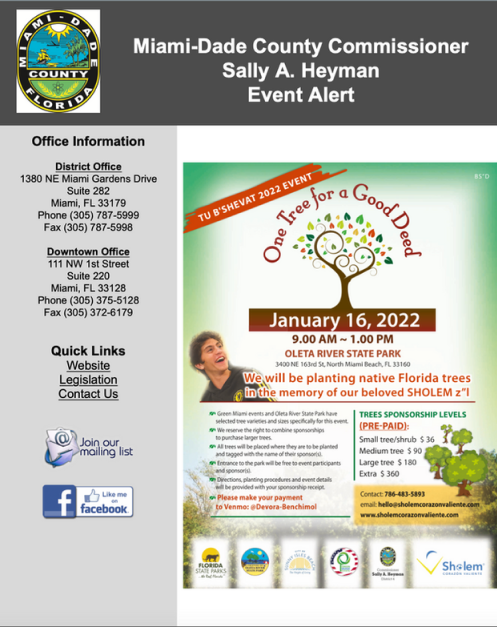 MIAMI-DADE
COUNTY
FLORIDA
Miami-Dade County Commissioner
Sally A. Heyman
Event Alert
Office Information
District Office
1380 NE Miami Gardens Drive
Suite 282
Miami, FL 33179
Phone (305) 787-5999
Fax (305) 787-5998
Downtown Office
111 NW 1st Street
Suite 220
Miami, FL 33128
Phone (305) 375-5128
Fax (305) 372-6179
Quick Links
Website
Legislation
Contact Us
Join our
mailing list
Like me
on
facebook
BS"D
TU B'SHEVAT 2022 EVENT
One Tree for a Good Deed
January 16, 2022
9.00 AM ~ 1.00 PM
OLETA RIVER STATE PARK
3400 NE 163rd St, North Miami Beach, FL 33160
We will be planting native Florida trees
in the memory of our beloved SHOLEM z"l
Green Miami events and Oleta River State Park have
selected tree varieties and sizes specifically for this event.
We reserve the right to combine sponsorships
to purchase larger trees.
All trees will be placed where they are to be planted
and tagged with the name of their sponsor(s).
Entrance to the park will be free to event participants
and sponsor(s).
Directions, planting procedures and event details
will be provided with your sponsorship receipt.
Please make your payment
to Venmo: @Devora-Benchimol
TREES SPONSORSHIP LEVELS
(PRE-PAID):
Small tree/shrub $ 36
Medium tree $ 90
Large tree $ 180
Extra $ 360
Contact: 786-483-5893
email: hello@sholemcorazonvaliente.com
www.sholemcorazonvaliente.com
FLORIDA
STATE PARKS
SUNNY ISLES BEACH
Commissioner
Sally A. Heyman
Sholem
CORAZON VALIENTE